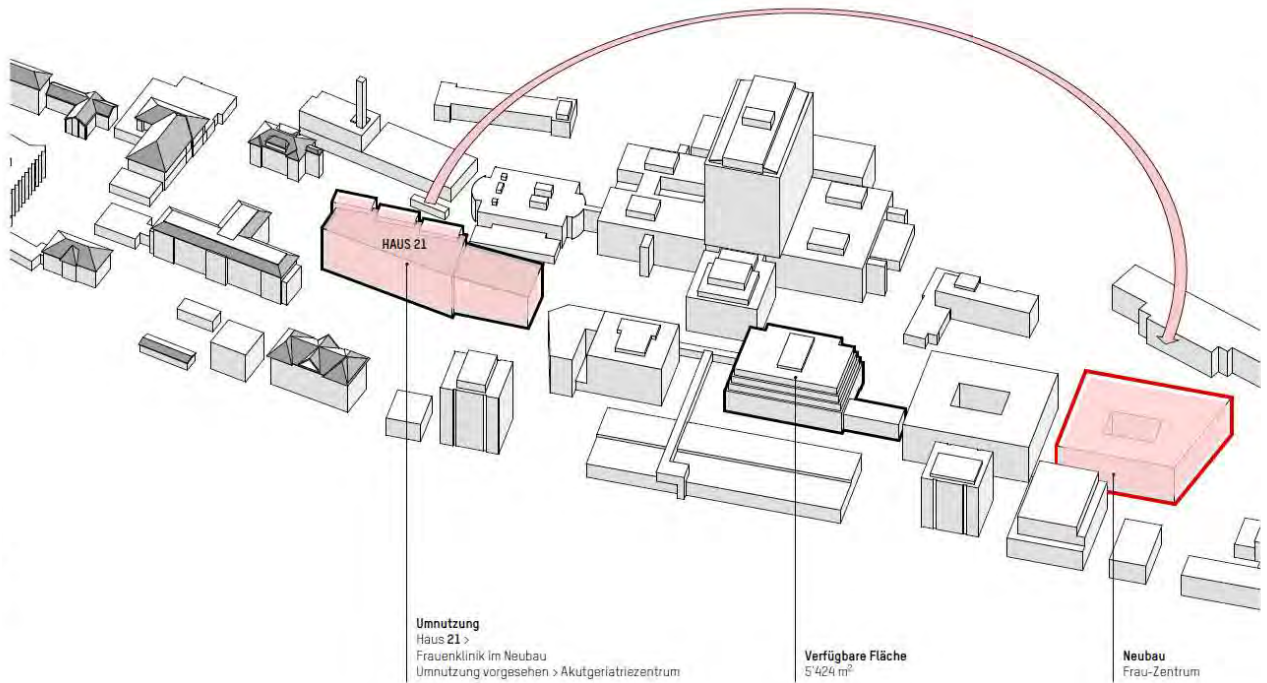 HAUS 21
Umnutzung
Haus 21 >
Frauenklinik im Neubau
Umnutzung vorgesehen > Akutgeriatriezentrum
Verfügbare Fläche
5'424 m²
Neubau
Frau-Zentrum